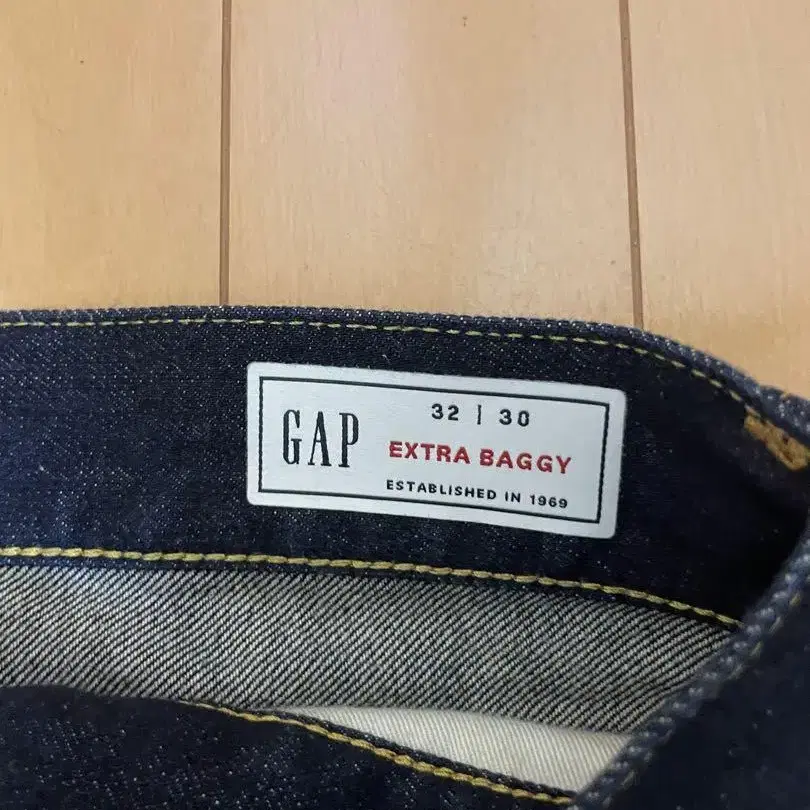 GAP
32 | 30
EXTRA BAGGY
ESTABLISHED IN 1969